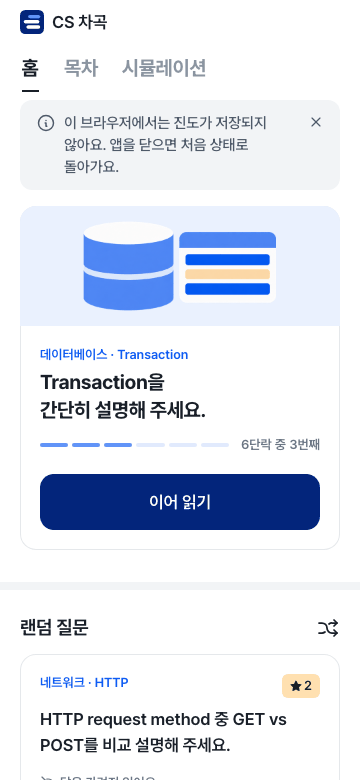 CS 차곡
홈 목차 시뮬레이션
이 브라우저에서는 진도가 저장되지
않아요. 앱을 닫으면 처음 상태로
돌아가요.
데이터베이스 · Transaction
Transaction을
간단히 설명해 주세요.
6단락 중 3번째
이어 읽기
랜덤 질문
네트워크 · HTTP
★2
HTTP request method 중 GET vs
POST를 비교 설명해 주세요.